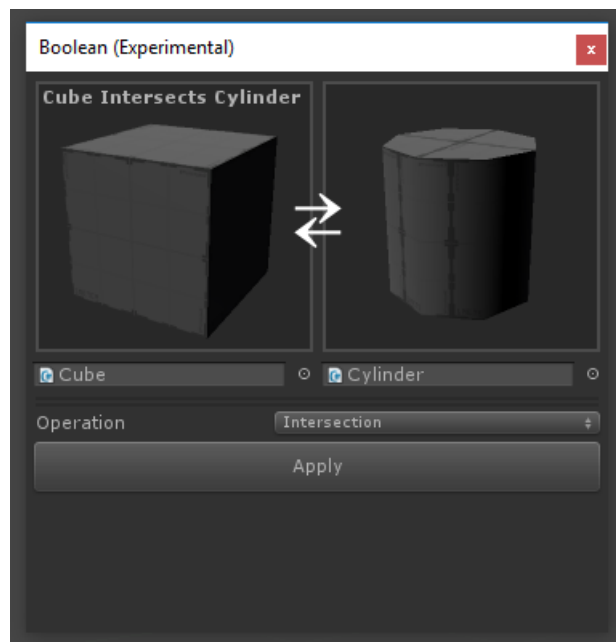 Boolean (Experimental)
x
Cube Intersects Cylinder
Cube
Cylinder
Operation
Intersection
Apply